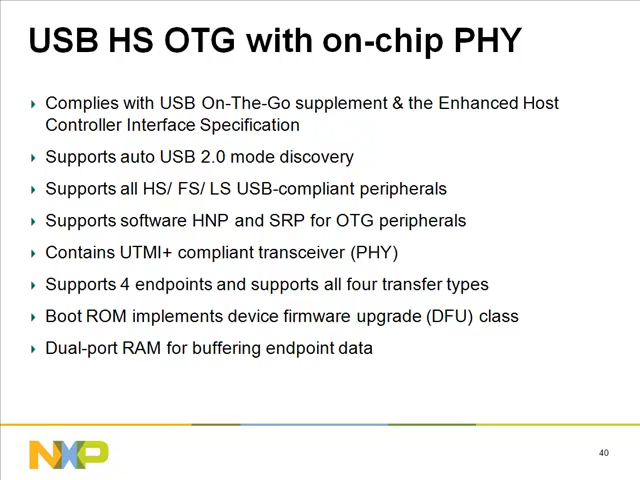 USB HS OTG with on-chip PHY
Complies with USB On-The-Go supplement & the Enhanced Host
Controller Interface Specification
Supports auto USB 2.0 mode discovery
Supports all HS/ FS/ LS USB-compliant peripherals
Supports software HNP and SRP for OTG peripherals
Contains UTMI+ compliant transceiver (PHY)
Supports 4 endpoints and supports all four transfer types
Boot ROM implements device firmware upgrade (DFU) class
Dual-port RAM for buffering endpoint data
NXP
40